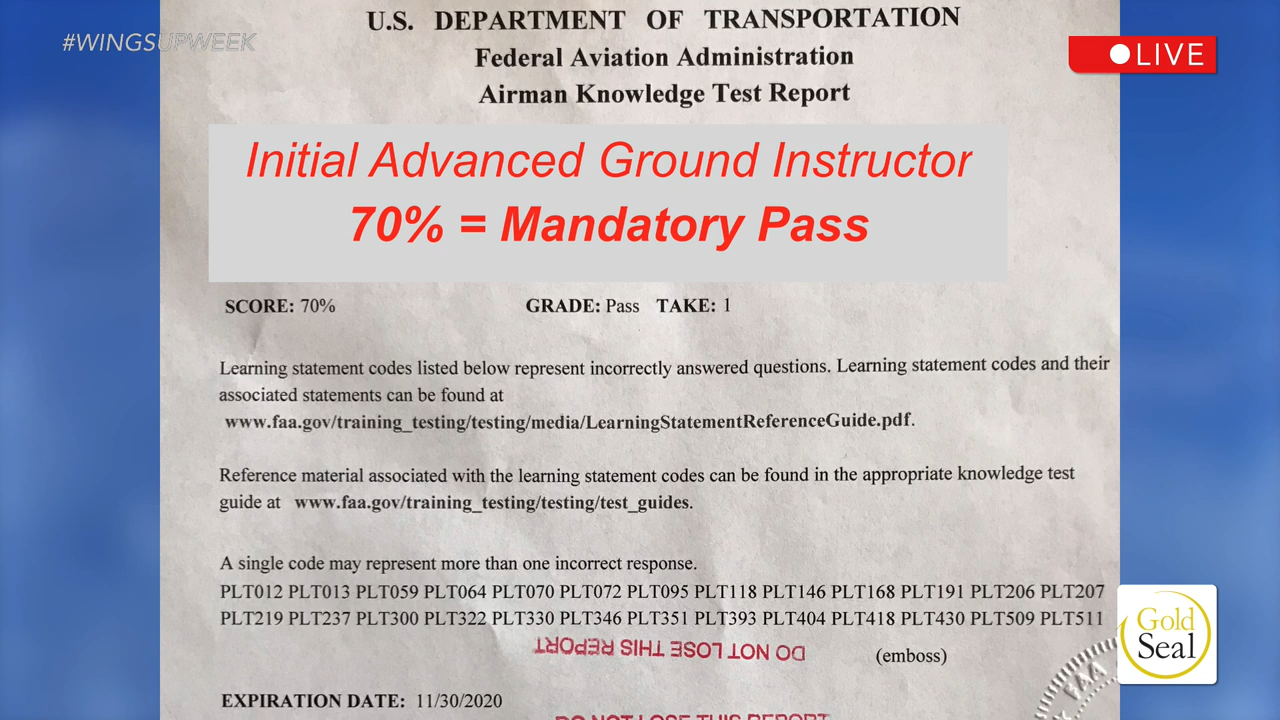 #WINGSUPWEEK
LIVE
U.S. DEPARTMENT OF TRANSPORTATION
Federal Aviation Administration
Airman Knowledge Test Report
Initial Advanced Ground Instructor
70% = Mandatory Pass
SCORE: 70% GRADE: Pass TAKE: 1
Learning statement codes listed below represent incorrectly answered questions. Learning statement codes and their
associated statements can be found at
www.faa.gov/training_testing/testing/media/LearningStatementReferenceGuide.pdf.
Reference material associated with the learning statement codes can be found in the appropriate knowledge test
guide at www.faa.gov/training_testing/testing/test_guides.
A single code may represent more than one incorrect response.
PLT012 PLT013 PLT059 PLT064 PLT070 PLT072 PLT095 PLT118 PLT146 PLT168 PLT191 PLT206 PLT207
PLT219 PLT237 PLT300 PLT322 PLT330 PLT346 PLT351 PLT393 PLT404 PLT418 PLT430 PLT509 PLT511
DO NOT LOSE THIS REPORT
(emboss)
FAA
Gold
Seal
EXPIRATION DATE: 11/30/2020
DO NOT LOSE THIS REPORT